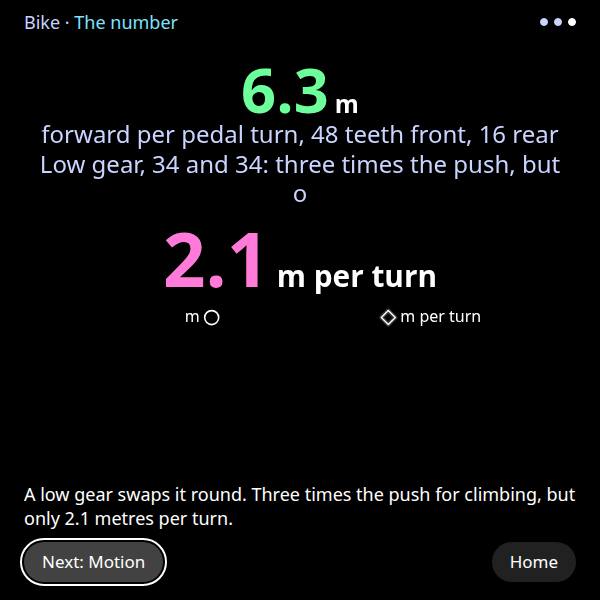 Bike · The number
6.3 m
forward per pedal turn, 48 teeth front, 16 rear
Low gear, 34 and 34: three times the push, but
o
2.1 m per turn
m
m per turn
A low gear swaps it round. Three times the push for climbing, but
only 2.1 metres per turn.
Next: Motion
Home